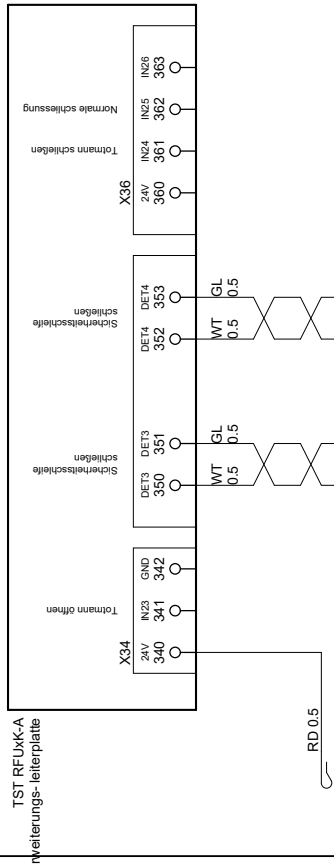 TST RFUxK-A
rweiterungs- leiterplatte
X34
Totmann öffnen
24V
340
IN23
341
GND
342
Sicherheitsschleife
schließen
DET3
350
DET3
351
Sicherheitsschleife
schließen
DET4
352
DET4
353
X36
Totmann schließen
Normale schliessung
24V
360
IN24
361
IN25
362
IN26
363
RD 0.5
WT
0.5
GL
0.5
WT
0.5
GL
0.5